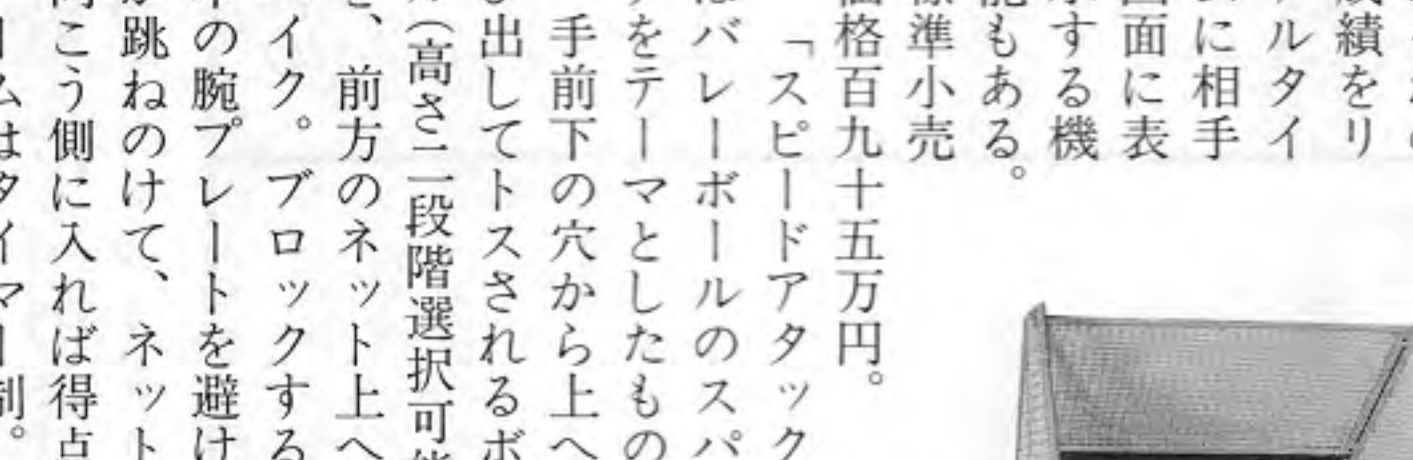 績をリ
ルタイ
に相手
面に表
する機
能もある。
標準小売
価格百九十五万円。
「スピードアタック
バレーボールのスパ
をテーマとしたもの
手前下の穴から上へ
出してトスされるボ
（高さ二段階選択可
、前方のネット上へ
イク。ブロックする
の腕プレートを避け
が跳ねのけて、ネット
こう側に入れば得点
ムはタイマー制。